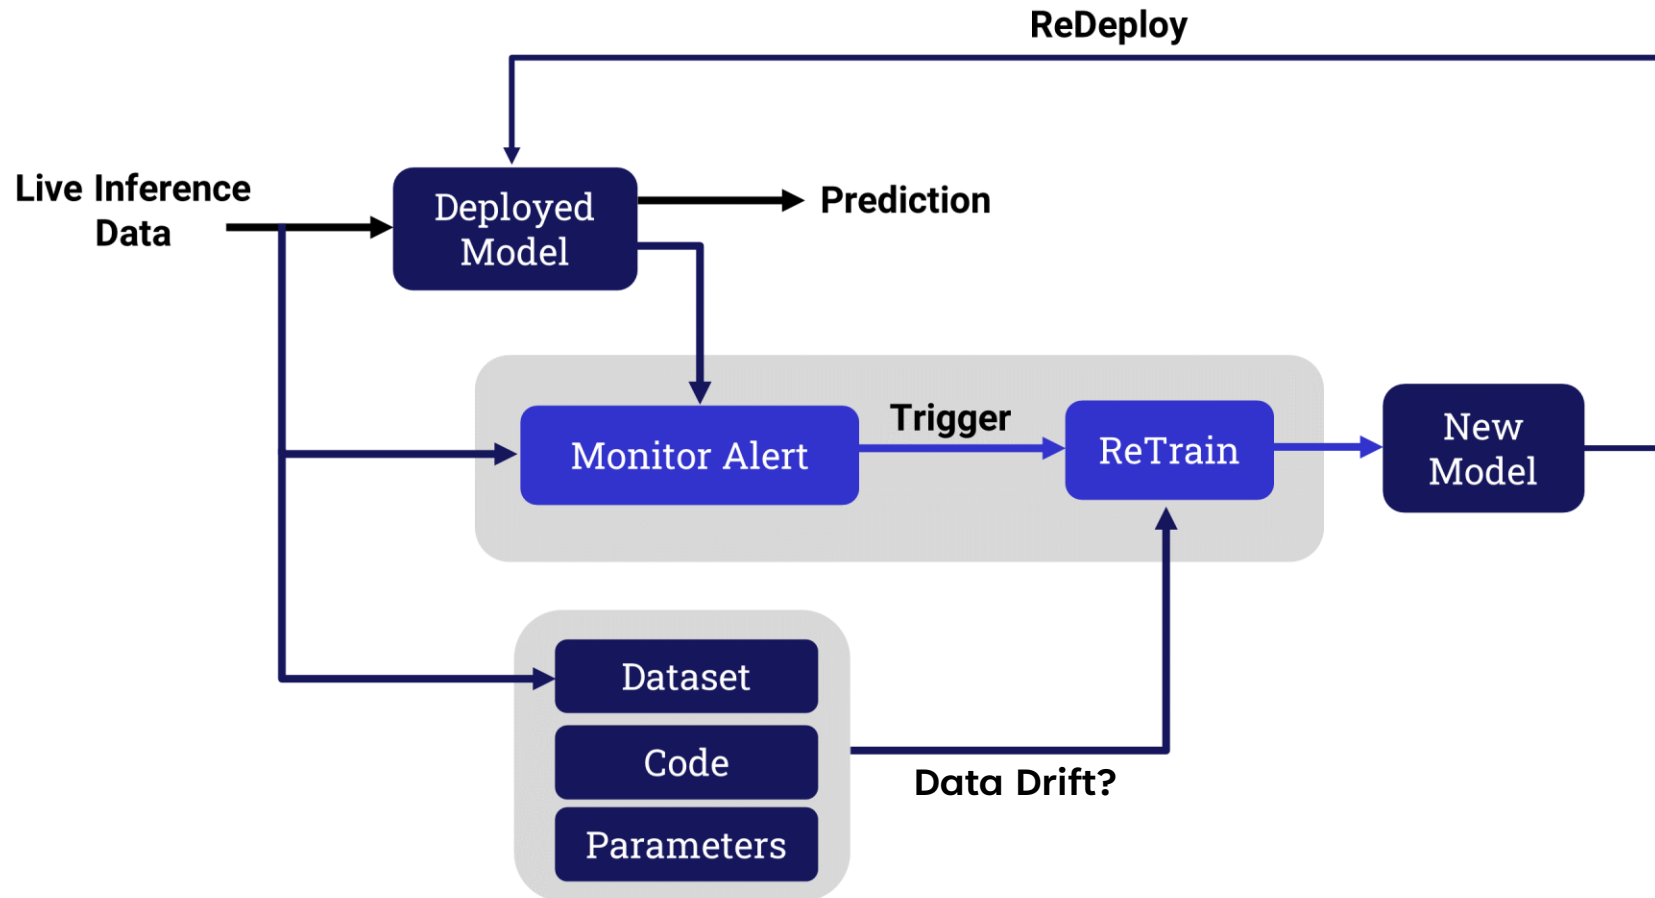 ReDeploy
Live Inference
Data
Deployed
Model
Prediction
Monitor Alert
Trigger
ReTrain
New
Model
Dataset
Code
Parameters
Data Drift?